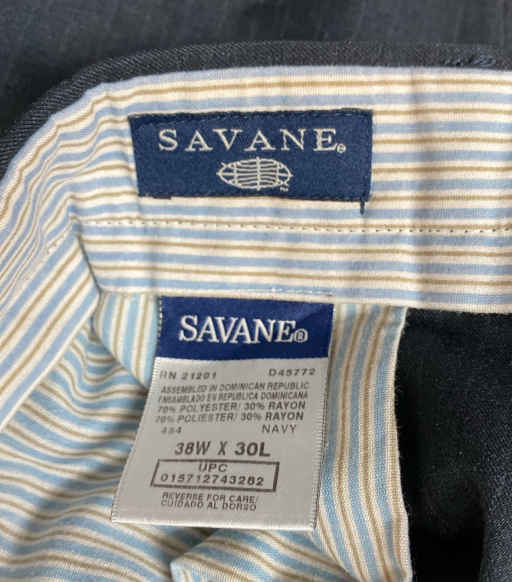 SAVANE®
SAVANE®
RN 21201 D45772
ASSEMBLED IN DOMINICAN REPUBLIC
ENSAMBLADO EN REPUBLICA DOMINICANA
70% POLYESTER/ 30% RAYON
70% POLIESTER/ 30% RAYON
484 NAVY
38W X 30L
UPC
015712743282
REVERSE FOR CARE/
CUIDADO AL DORSO